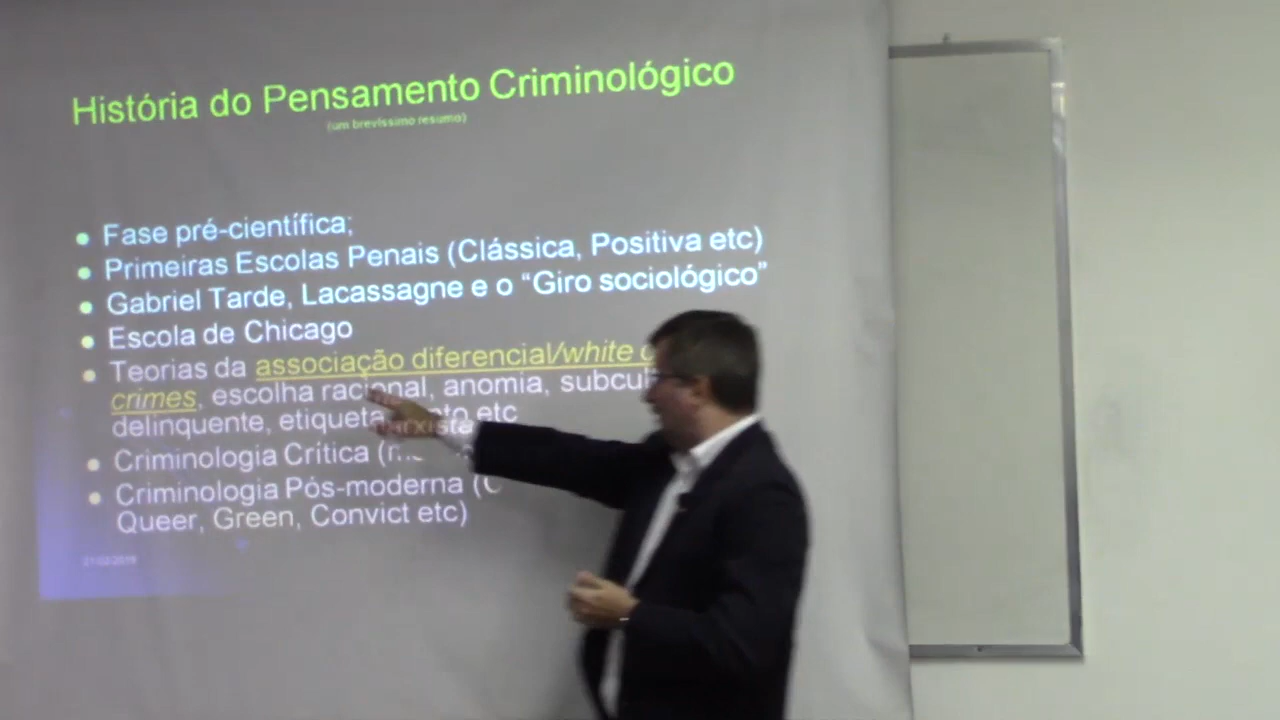 História do Pensamento Criminológico
(um brevíssimo resumo)
Fase pré-científica;
Primeiras Escolas Penais (Clássica, Positiva etc)
Gabriel Tarde, Lacassagne e o “Giro sociológico”
Escola de Chicago
Teorias da associação diferencial/white
crimes, escolha racional, anomia,
delinquente, etc
Criminologia Crítica
Criminologia Pós-moderna
Queer, Green, Convict etc)